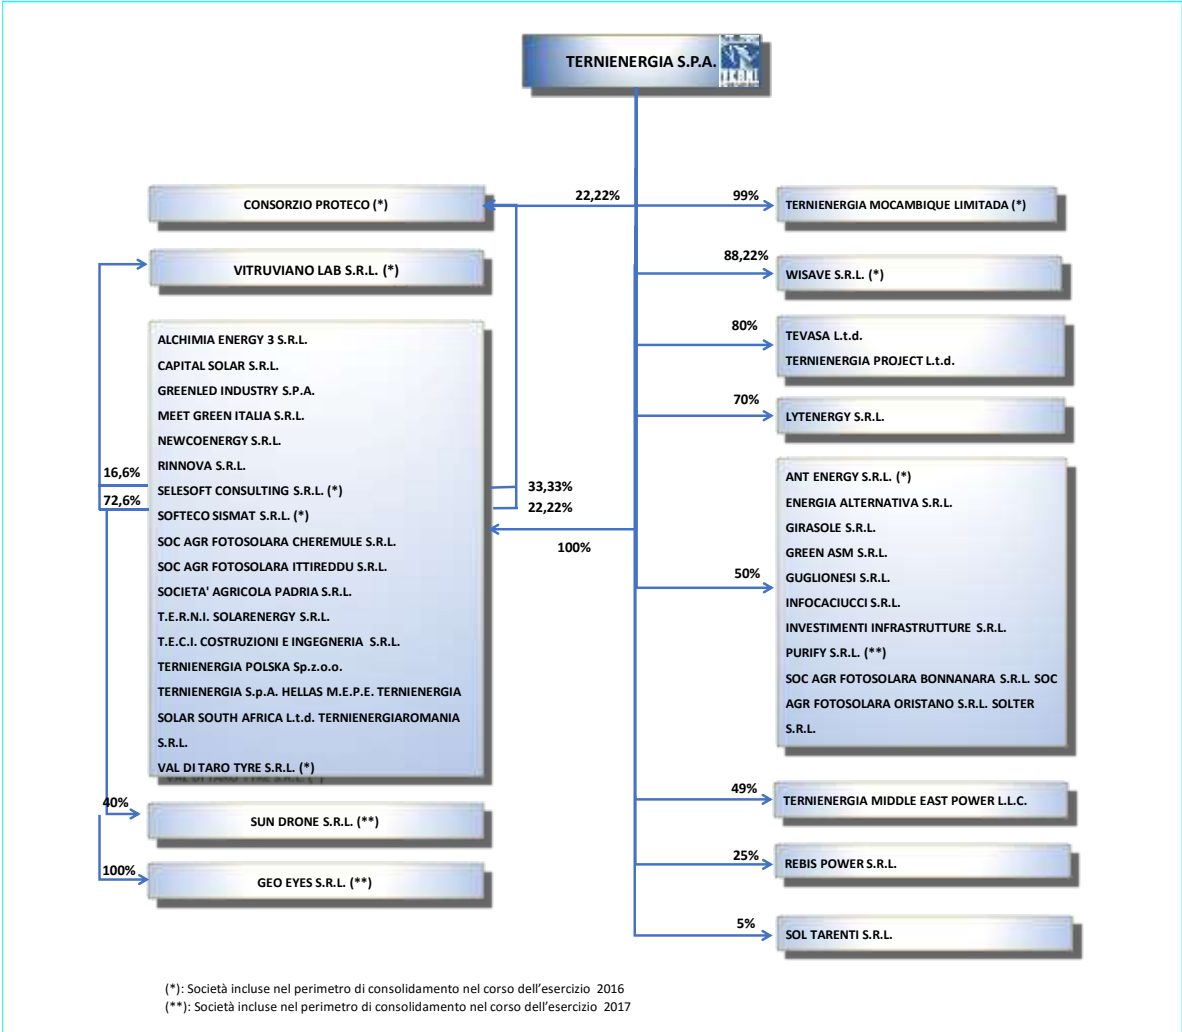 TERNIENERGIA S.P.A.
TERNI
CONSORZIO PROTECO (*)
22,22%
99%
TERNIENERGIA MOCAMBIQUE LIMITADA (*)
VITRUVIANO LAB S.R.L. (*)
88,22%
WISAVE S.R.L. (*)
80%
TEVASA L.t.d.
TERNIENERGIA PROJECT L.t.d.
70%
LYTENERGY S.R.L.
ALCHIMIA ENERGY 3 S.R.L.
CAPITAL SOLAR S.R.L.
GREENLED INDUSTRY S.P.A.
MEET GREEN ITALIA S.R.L.
NEWCOENERGY S.R.L.
RINNOVA S.R.L.
SELESOFT CONSULTING S.R.L. (*)
SOFTECO SISMAT S.R.L. (*)
SOC AGR FOTOSOLARA CHEREMULE S.R.L.
SOC AGR FOTOSOLARA ITTIREDDU S.R.L.
SOCIETA' AGRICOLA PADRIA S.R.L.
T.E.R.N.I. SOLARENERGY S.R.L.
T.E.C.I. COSTRUZIONI E INGEGNERIA S.R.L.
TERNIENERGIA POLSKA Sp.z.o.o.
TERNIENERGIA S.p.A. HELLAS M.E.P.E. TERNIENERGIA
SOLAR SOUTH AFRICA L.t.d. TERNIENERGIAROMANIA
S.R.L.
VAL DI TARO TYRE S.R.L. (*)
16,6%
72,6%
33,33%
22,22%
100%
50%
ANT ENERGY S.R.L. (*)
ENERGIA ALTERNATIVA S.R.L.
GIRASOLE S.R.L.
GREEN ASM S.R.L.
GUGLIONESI S.R.L.
INFOCACIUCCI S.R.L.
INVESTIMENTI INFRASTRUTTURE S.R.L.
PURIFY S.R.L. (**)
SOC AGR FOTOSOLARA BONNANARA S.R.L. SOC
AGR FOTOSOLARA ORISTANO S.R.L. SOLTER
S.R.L.
40%
SUN DRONE S.R.L. (**)
49%
TERNIENERGIA MIDDLE EAST POWER L.L.C.
100%
GEO EYES S.R.L. (**)
25%
REBIS POWER S.R.L.
5%
SOL TARENTI S.R.L.
(*): Società incluse nel perimetro di consolidamento nel corso dell'esercizio 2016
(**): Società incluse nel perimetro di consolidamento nel corso dell'esercizio 2017